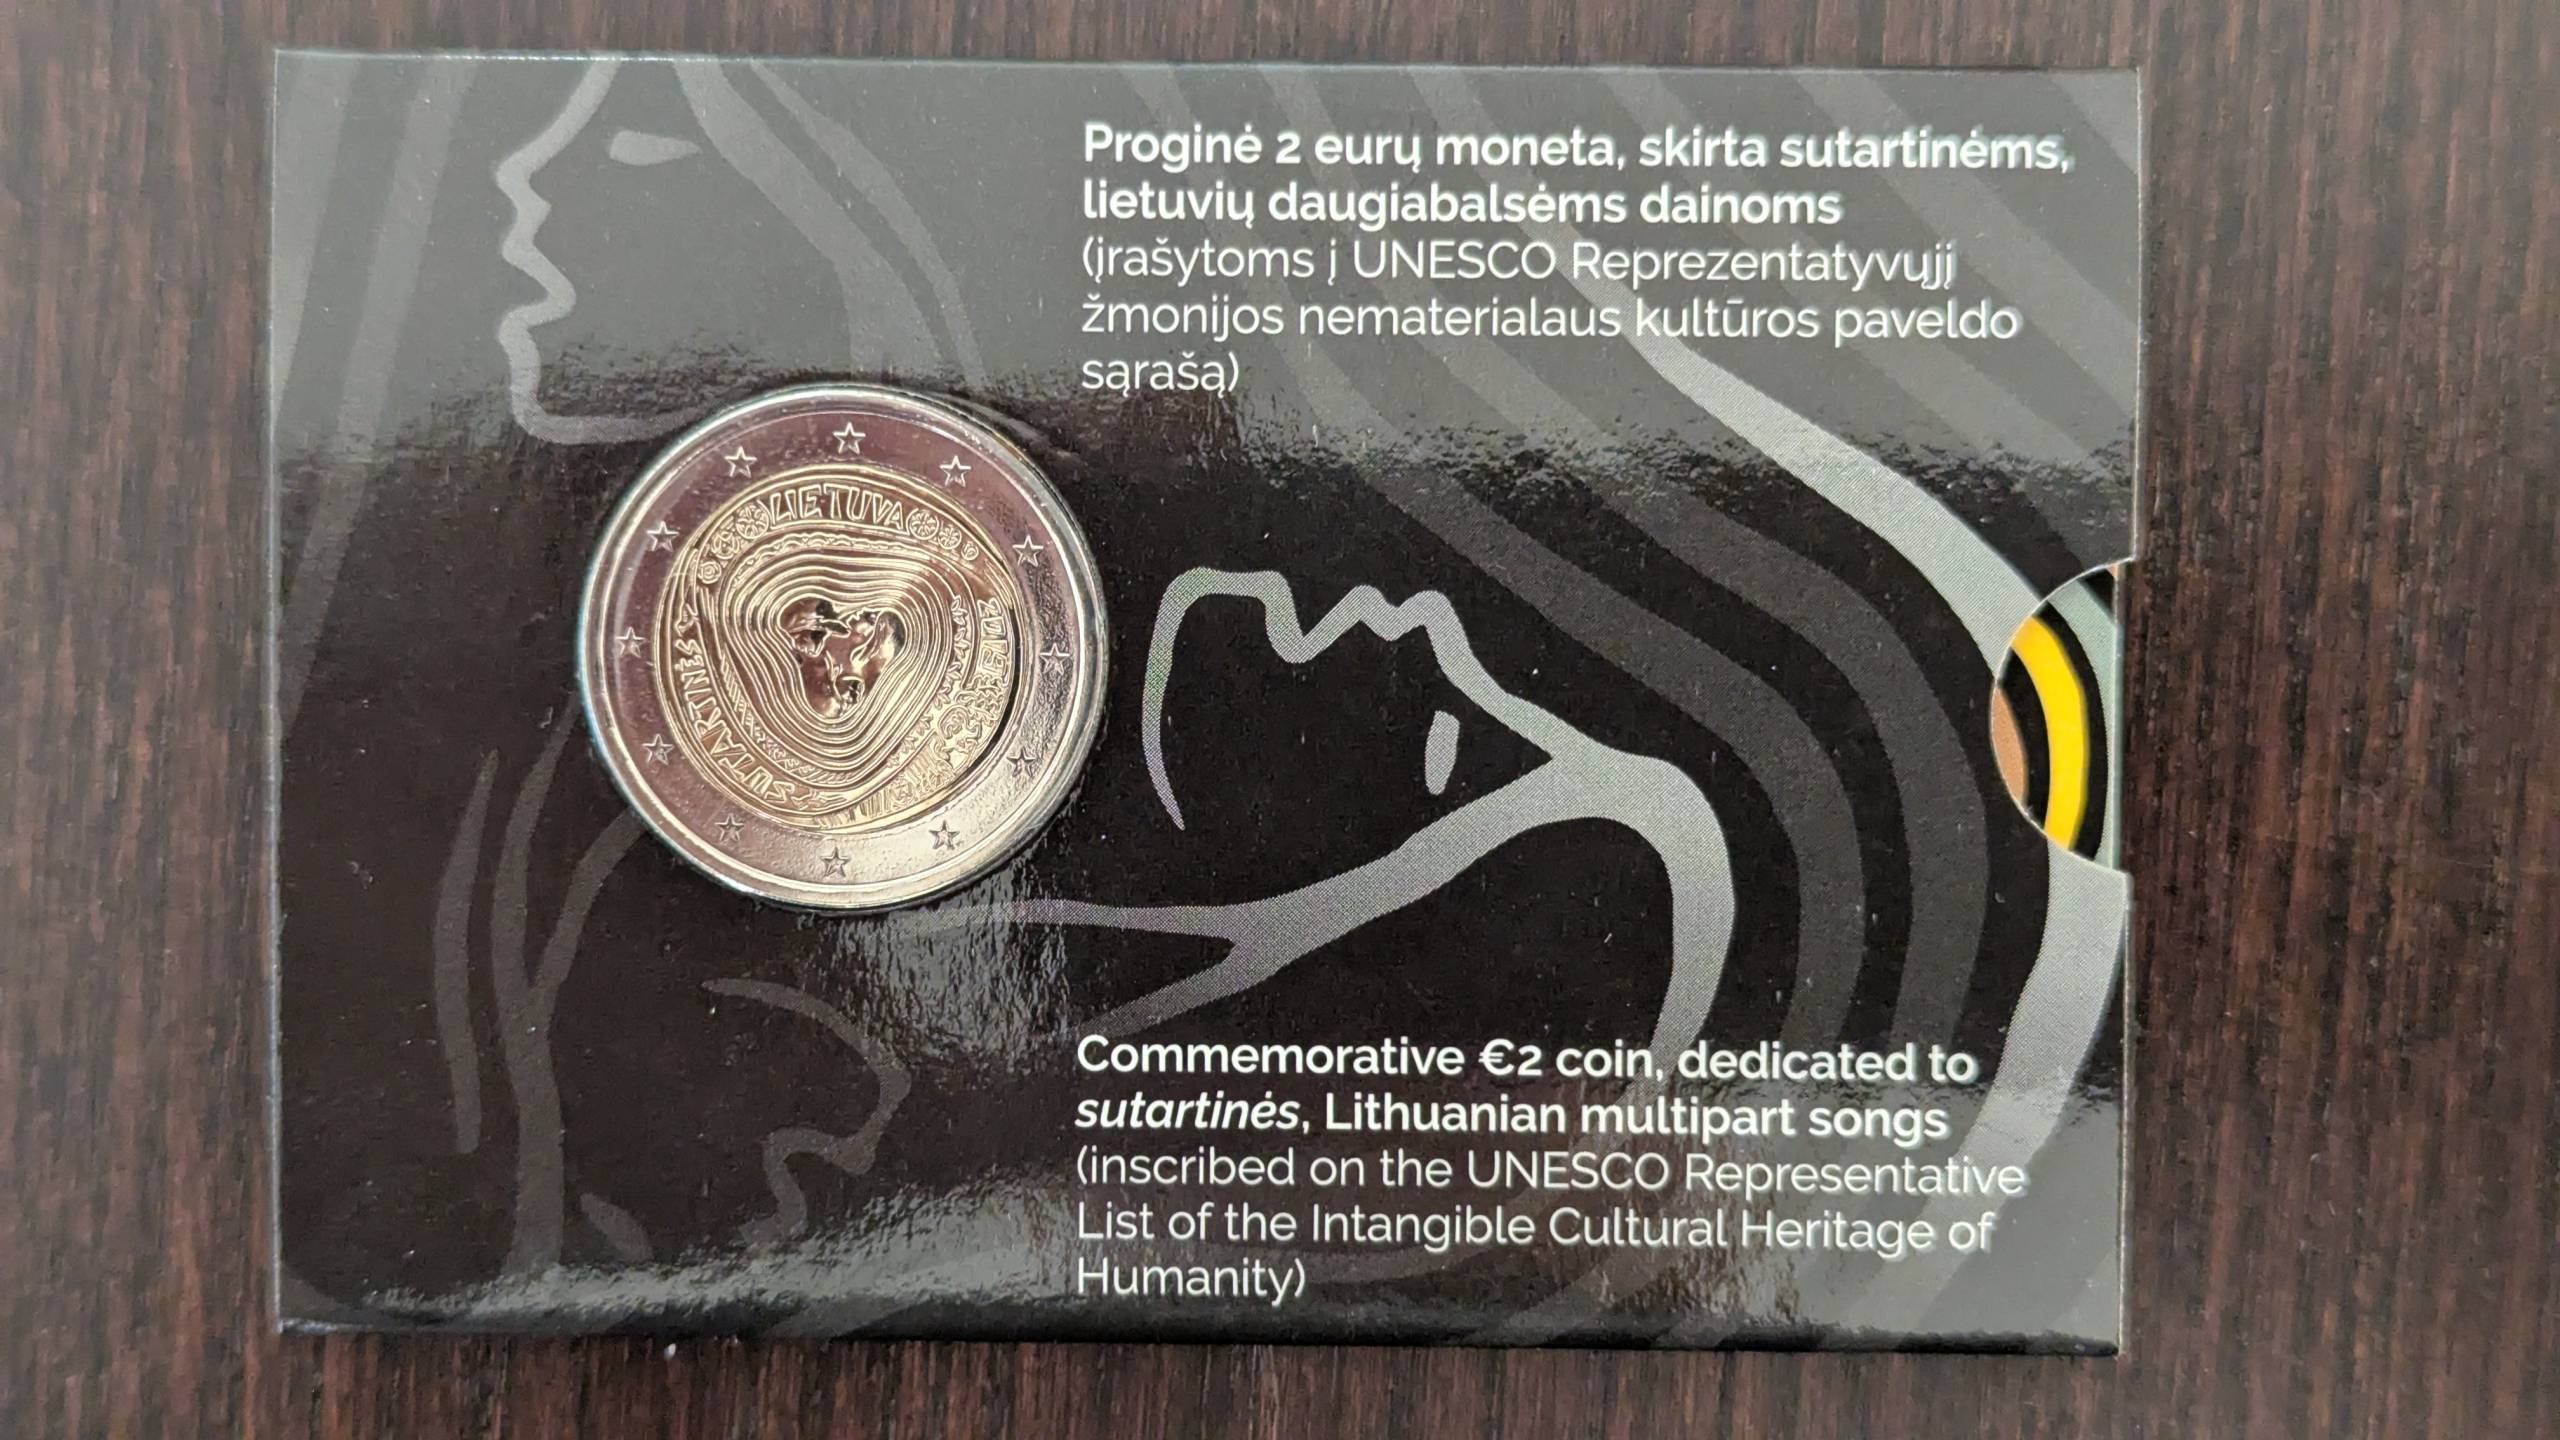 Proginė 2 eurų moneta, skirta sutartinėms,
lietuvių daugiabalsėms dainoms
(įrašytoms į UNESCO Reprezentatyvųjį
žmonijos nematerialaus kultūros paveldo
sąrašą)
LIETUVA
SUTARTINĖS
2019
Commemorative €2 coin, dedicated to
sutartinės, Lithuanian multipart songs
(inscribed on the UNESCO Representative
List of the Intangible Cultural Heritage of
Humanity)